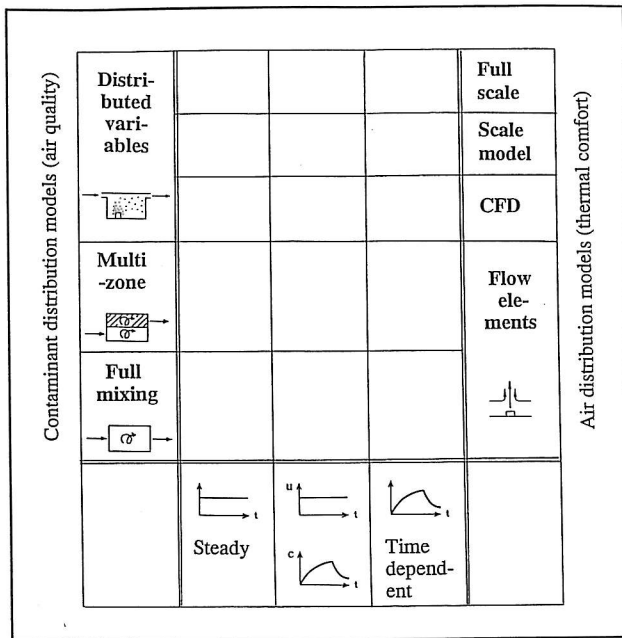 Contaminant distribution models (air quality)
Distri-
buted
vari-
ables
Multi
-zone
Full
mixing
Full
scale
Scale
model
CFD
Flow
ele-
ments
Air distribution models (thermal comfort)
t
Steady
u
t
c
t
t
Time
depend-
ent